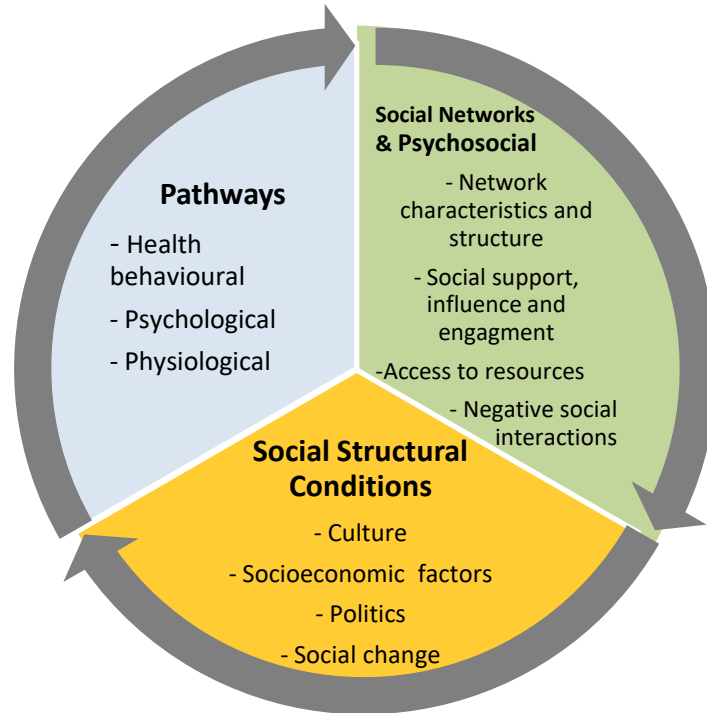 Pathways
- Health
behavioural
- Psychological
- Physiological
Social Networks
& Psychosocial
- Network
characteristics and
structure
- Social support,
influence and
engagment
-Access to resources
- Negative social
interactions
Social Structural
Conditions
- Culture
- Socioeconomic factors
- Politics
- Social change